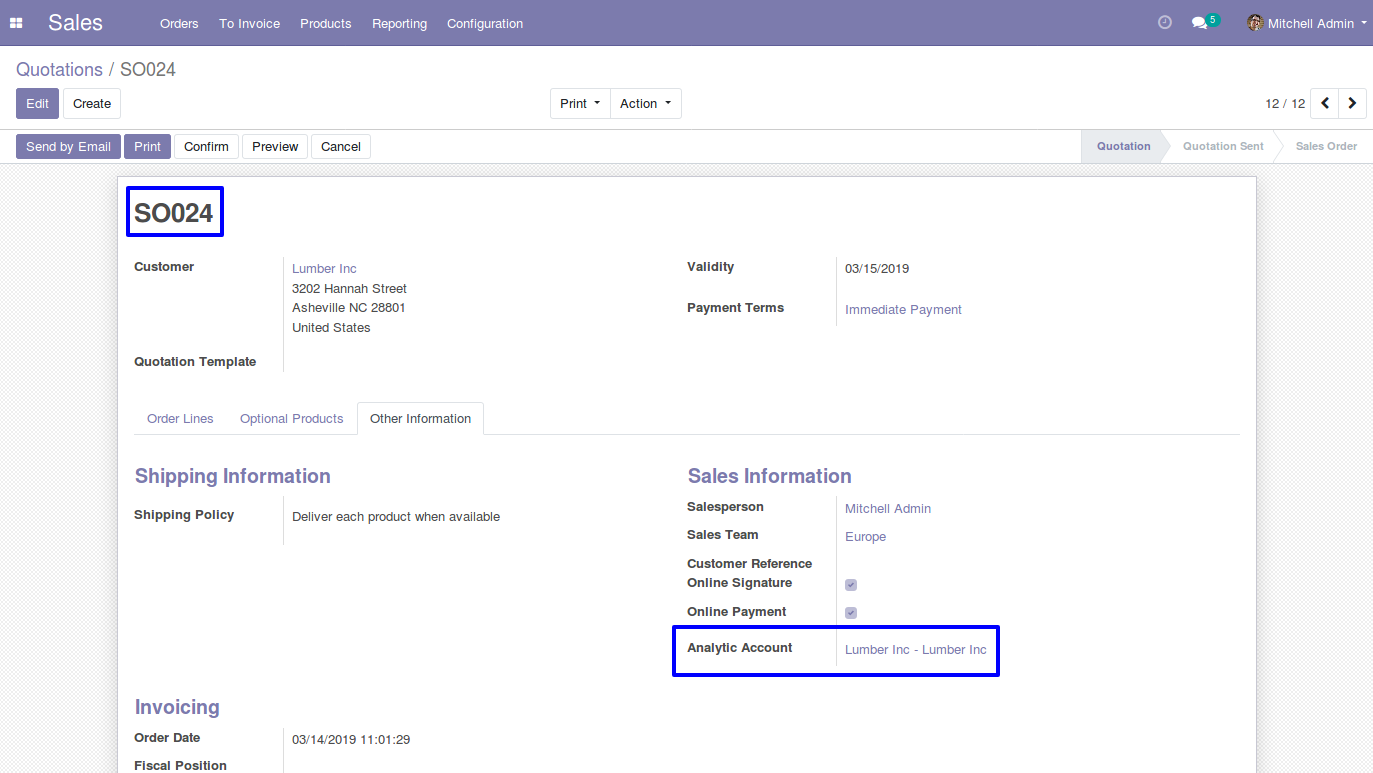 Sales Orders To Invoice Products Reporting Configuration 5 Mitchell Admin
Quotations / SO024
Edit Create Print Action 12 / 12
Send by Email Print Confirm Preview Cancel Quotation Quotation Sent Sales Order
SO024
Customer Lumber Inc Validity 03/15/2019
3202 Hannah Street
Asheville NC 28801 Payment Terms Immediate Payment
United States
Quotation Template
Order Lines Optional Products Other Information
Shipping Information Sales Information
Shipping Policy Deliver each product when available Salesperson Mitchell Admin
Sales Team Europe
Customer Reference
Online Signature
Online Payment
Analytic Account Lumber Inc - Lumber Inc
Invoicing
Order Date 03/14/2019 11:01:29
Fiscal Position